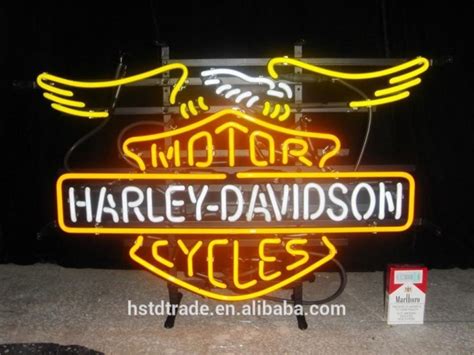 MOTOR
HARLEY-DAVIDSON
CYCLES
Marlboro
hstdtrade.en.alibaba.com